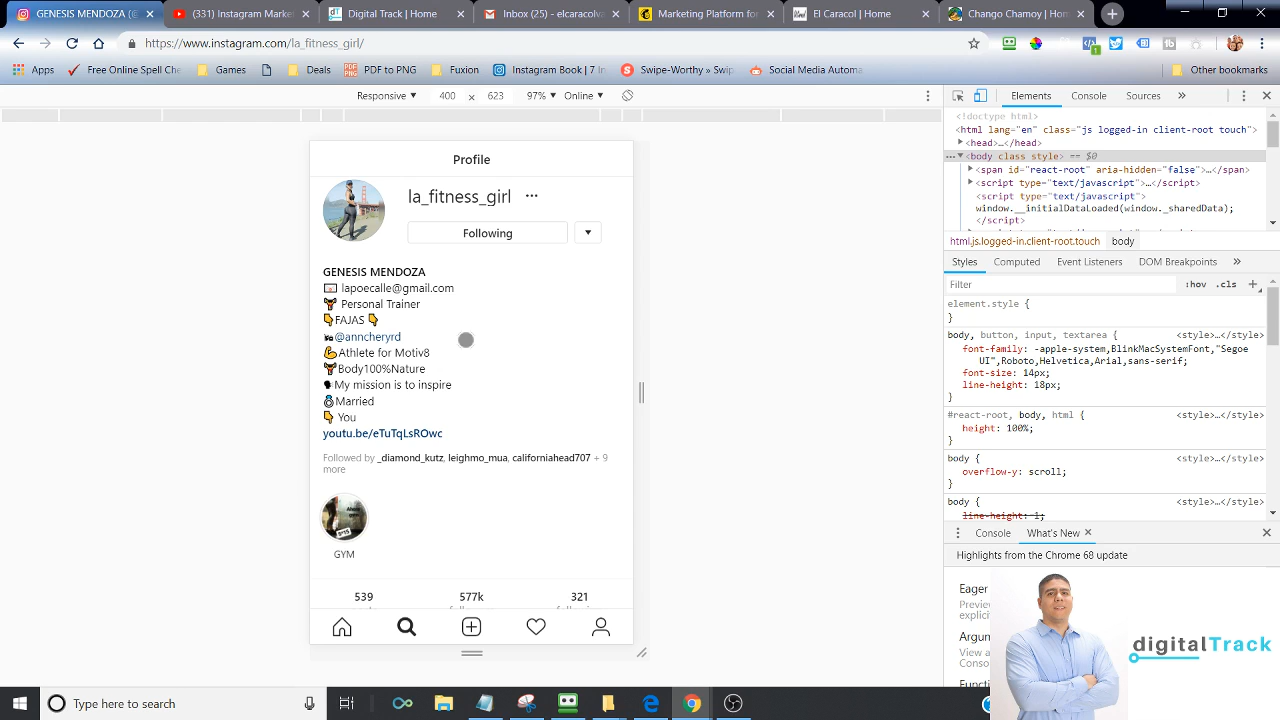 GENESIS MENDOZA (@
(331) Instagram Market
Digital Track | Home
Inbox (25) - elcaracolva
Marketing Platform for
El Caracol | Home
Chango Chamoy | Hom
https://www.instagram.com/la_fitness_girl/
Apps
Free Online Spell Che
Games
Deals
PDF to PNG
Fuxion
Instagram Book | 7 In
Swipe-Worthy » Swip
Social Media Automa
Other bookmarks
Responsive
400 × 623
97%
Online
Elements
Console
Sources
»
<!doctype html>
<html lang="en" class="js logged-in client-root touch">
<head>…</head>
<body class style> == $0
<span id="react-root" aria-hidden="false">…</span>
<script type="text/javascript">…</script>
<script type="text/javascript">
window.__initialDataLoaded(window._sharedData);
</script>
html.js.logged-in.client-root.touch
body
Styles
Computed
Event Listeners
DOM Breakpoints
»
Filter
:hov .cls +
element.style {
}
body, button, input, textarea { <style>…</style>
font-family: -apple-system,BlinkMacSystemFont,"Segoe
UI",Roboto,Helvetica,Arial,sans-serif;
font-size: 14px;
line-height: 18px;
}
#react-root, body, html { <style>…</style>
height: 100%;
}
body { <style>…</style>
overflow-y: scroll;
}
body { <style>…</style>
line-height: 1;
Console
What's New
Highlights from the Chrome 68 update
Eager
Previe
explici
Argum
View a
Conso
Profile
la_fitness_girl ...
Following
GENESIS MENDOZA
lapoecalle@gmail.com
Personal Trainer
FAJAS
@anncheryrd
Athlete for Motiv8
Body100%Nature
My mission is to inspire
Married
You
youtu.be/eTuTqLsROwc
Followed by _diamond_kutz, leighmo_mua, californiahead707 + 9
more
GYM
539
577k
321
digitalTrack
Type here to search